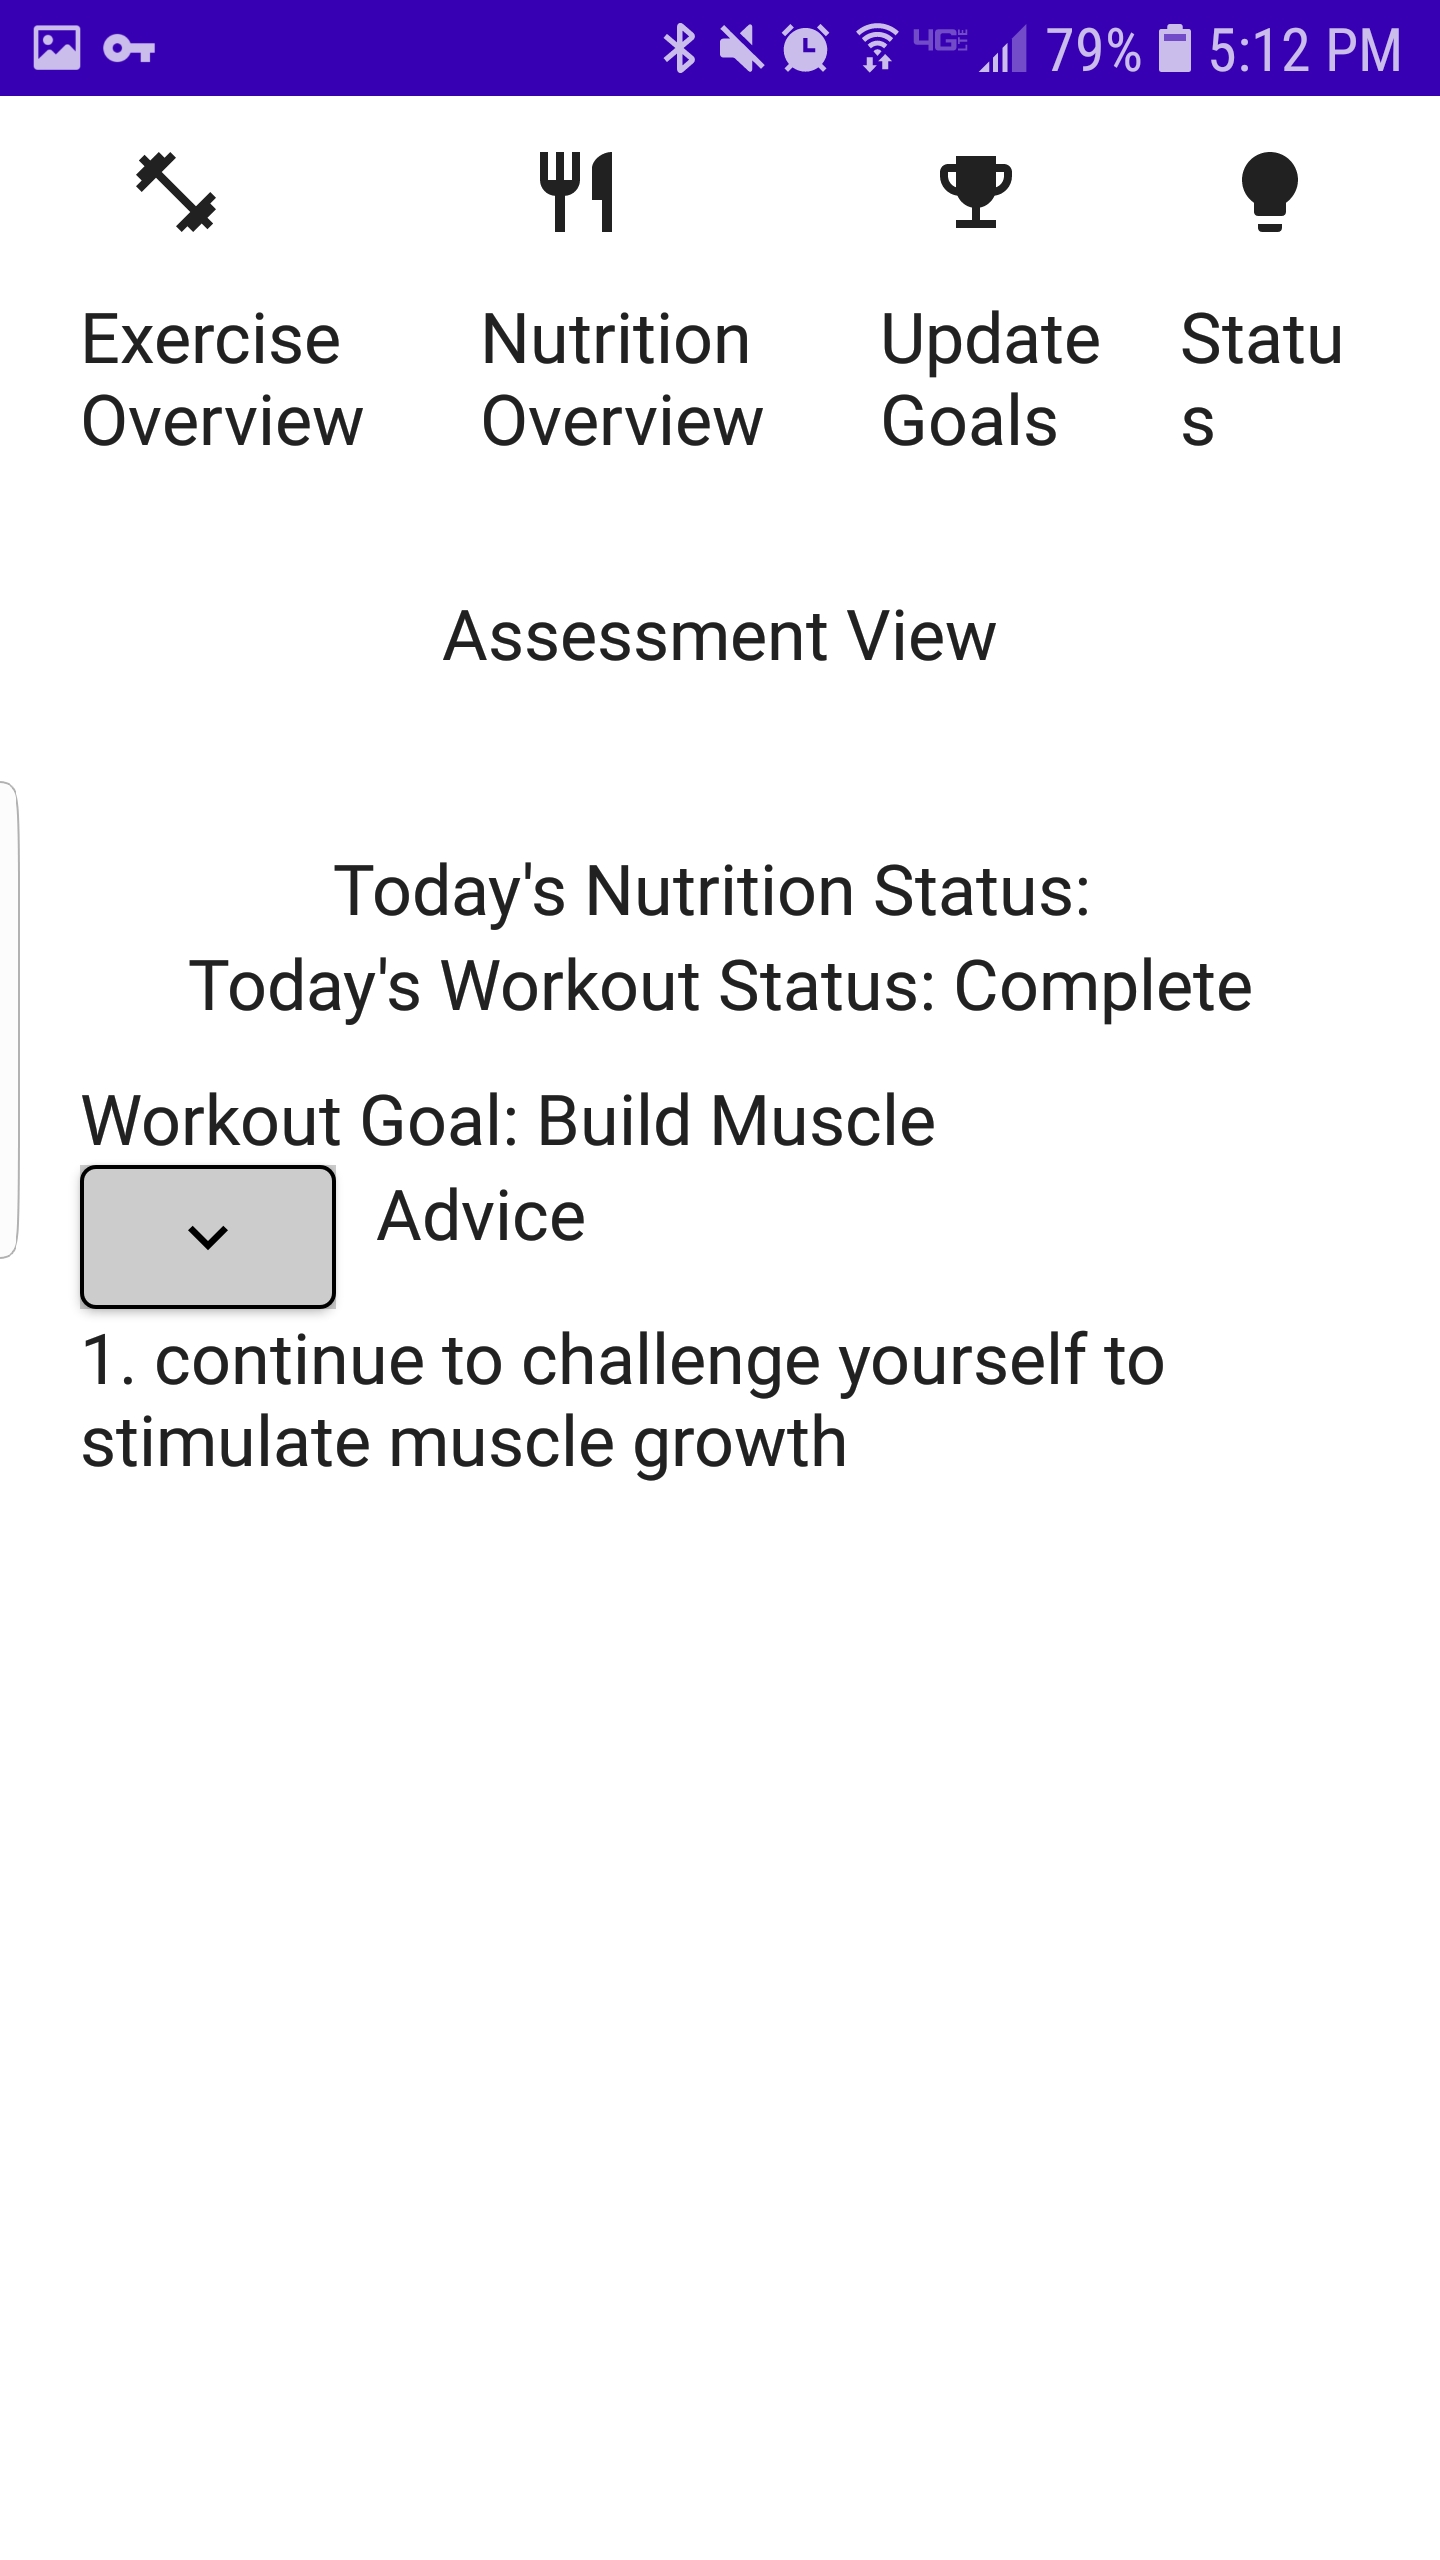 4G LTE 79% 5:12 PM
Exercise Overview
Nutrition Overview
Update Goals
Statu
s
Assessment View
Today's Nutrition Status:
Today's Workout Status: Complete
Workout Goal: Build Muscle
Advice
1. continue to challenge yourself to
stimulate muscle growth